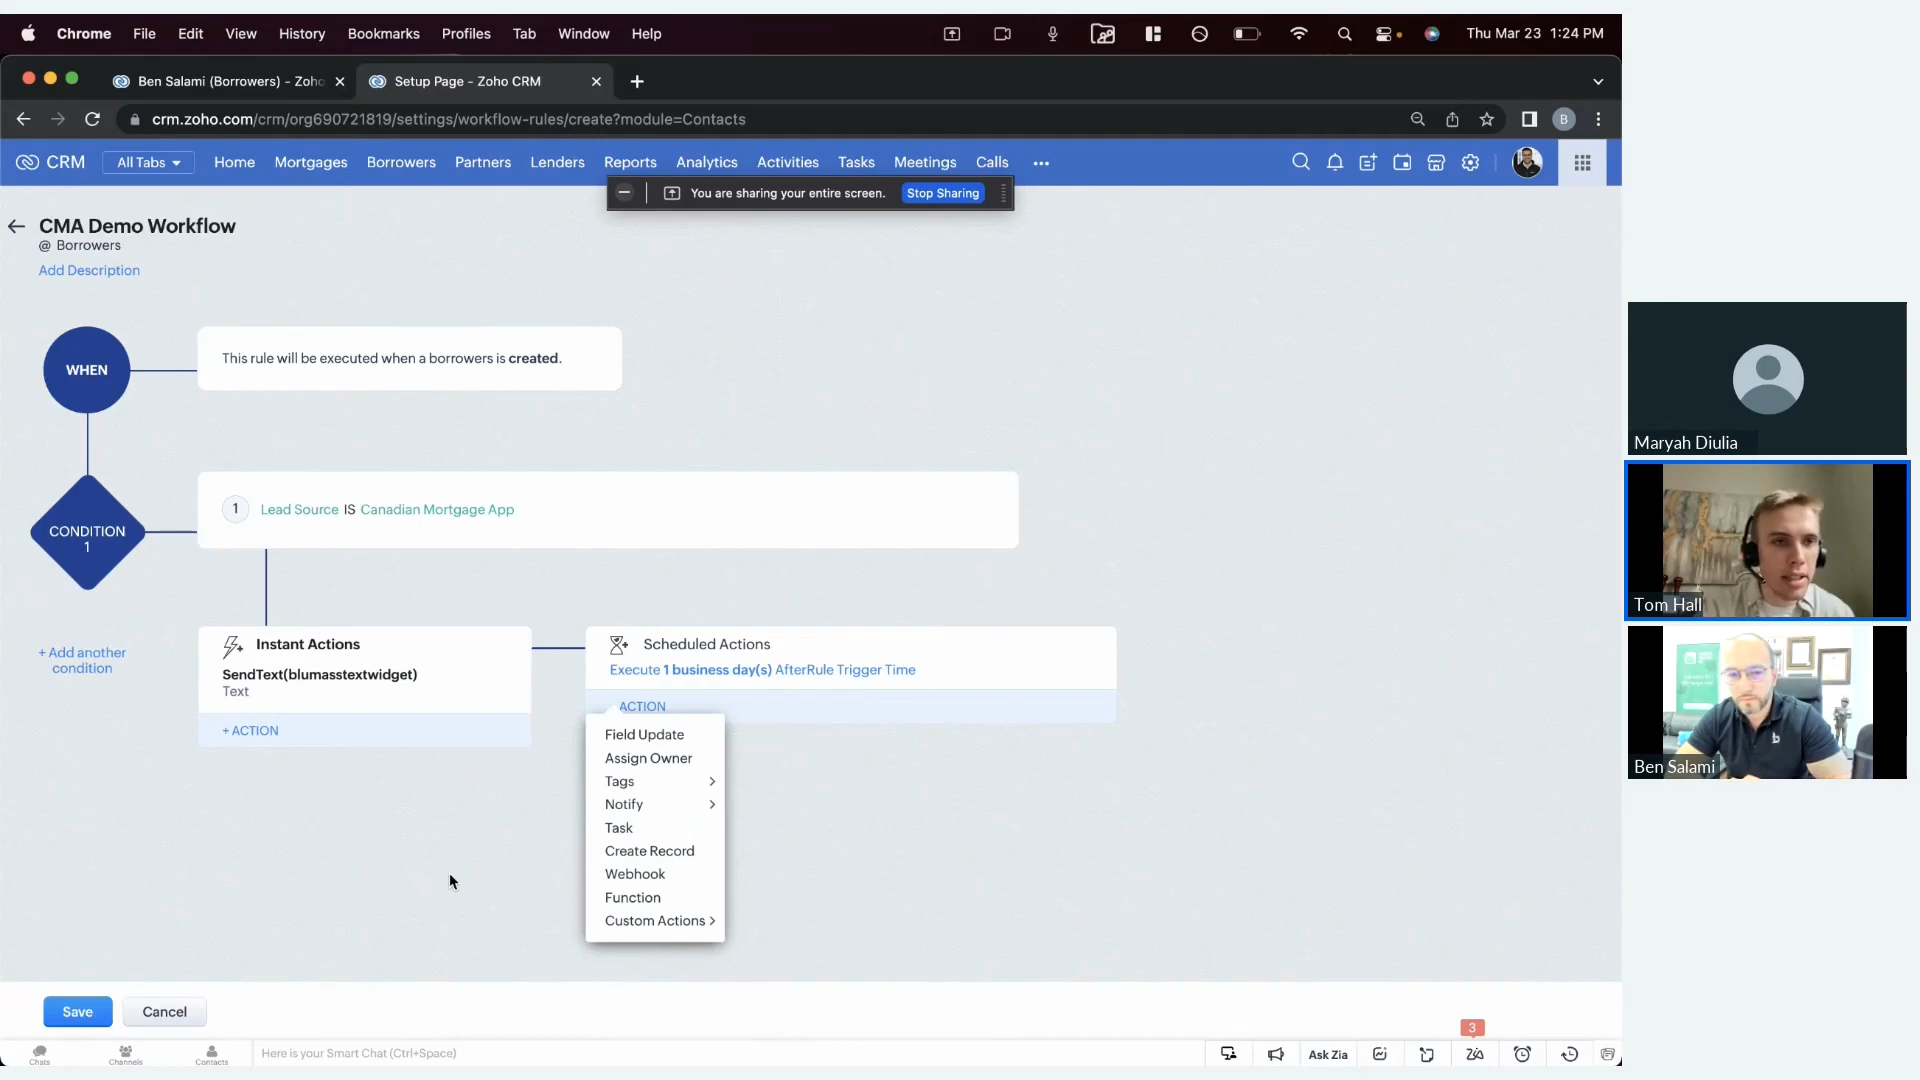 Chrome File Edit View History Bookmarks Profiles Tab Window Help Thu Mar 23 1:24 PM
Ben Salami (Borrowers) - Zoho Setup Page - Zoho CRM
crm.zoho.com/crm/org690721819/settings/workflow-rules/create?module=Contacts B
CRM All Tabs Home Mortgages Borrowers Partners Lenders Reports Analytics Activities Tasks Meetings Calls
You are sharing your entire screen. Stop Sharing
CMA Demo Workflow
@ Borrowers
Add Description
WHEN
This rule will be executed when a borrowers is created.
CONDITION
1
1 Lead Source IS Canadian Mortgage App
+ Add another
condition
Instant Actions
SendText(blumasstextwidget)
Text
+ ACTION
Scheduled Actions
Execute 1 business day(s) AfterRule Trigger Time
ACTION
Field Update
Assign Owner
Tags
Notify
Task
Create Record
Webhook
Function
Custom Actions
Save Cancel
3
Chats Channels Contacts Here is your Smart Chat (Ctrl+Space) Ask Zia
Maryah Diulia
Tom Hall
Ben Salami